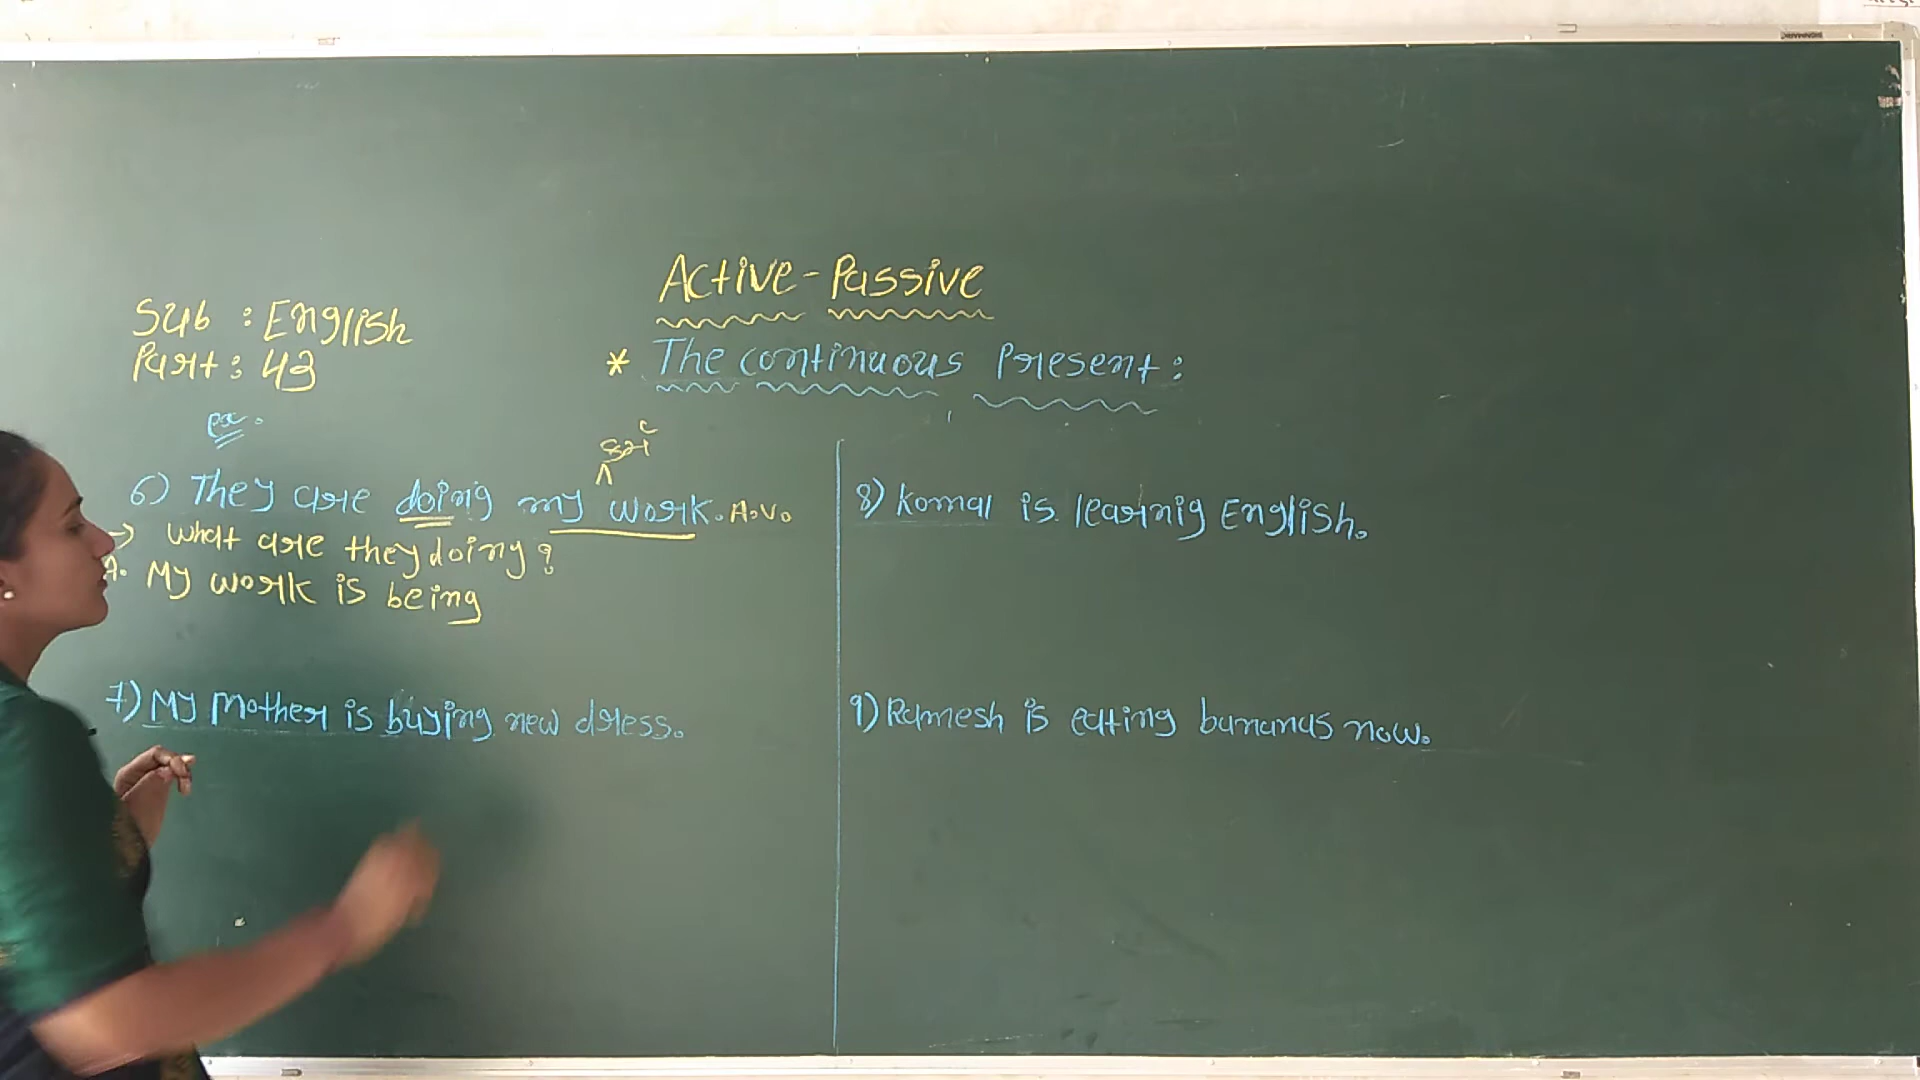 Active-Passive
Sub : English
Part : 43
* The continuous Present :
ex.
કર્મ
6) They are doing my work. A.V.
→ What are they doing ?
A. My work is being
7) My Mother is buying new dress.
8) Komal is learnig English.
9) Ramesh is eating bananas now.